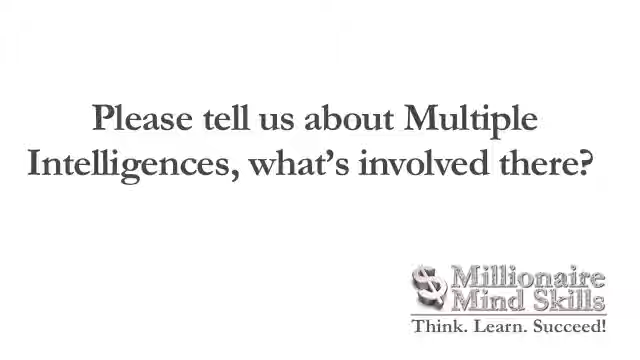 Please tell us about Multiple
Intelligences, what's involved there?
$ Millionaire
Mind Skills
Think. Learn. Succeed!